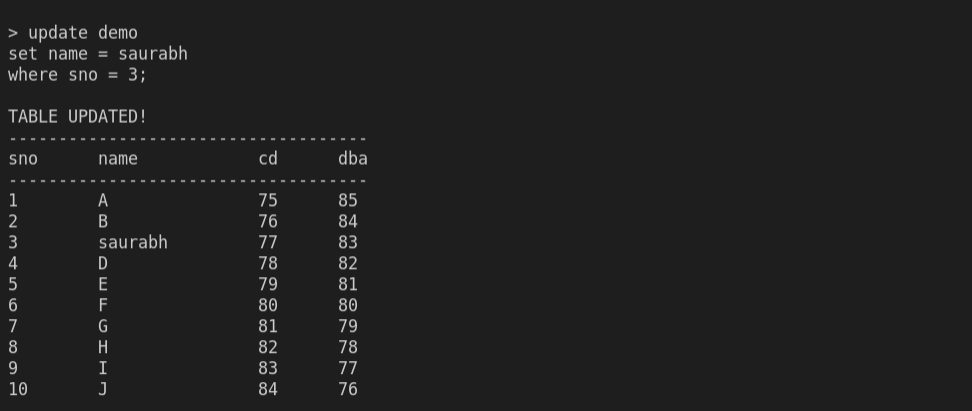 > update demo
set name = saurabh
where sno = 3;
TABLE UPDATED!
------------------------------------
sno      name            cd      dba
------------------------------------
1        A               75      85
2        B               76      84
3        saurabh         77      83
4        D               78      82
5        E               79      81
6        F               80      80
7        G               81      79
8        H               82      78
9        I               83      77
10       J               84      76